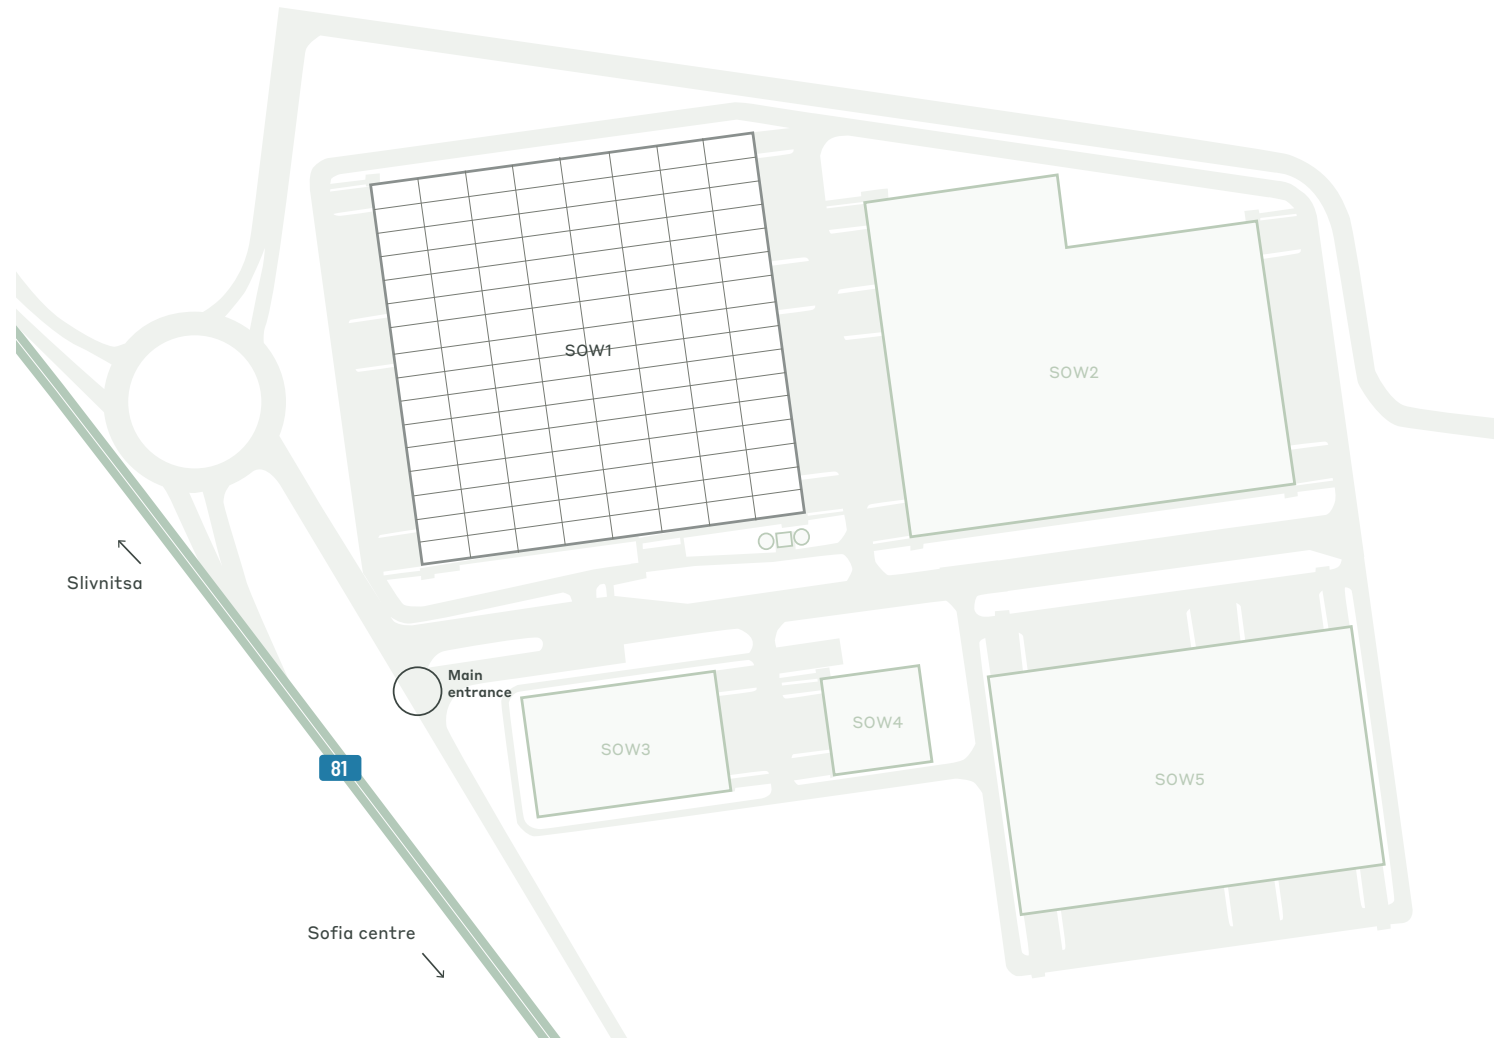 SOW1
SOW2
Slivnitsa
Main
entrance
SOW3
SOW4
81
SOW5
Sofia centre